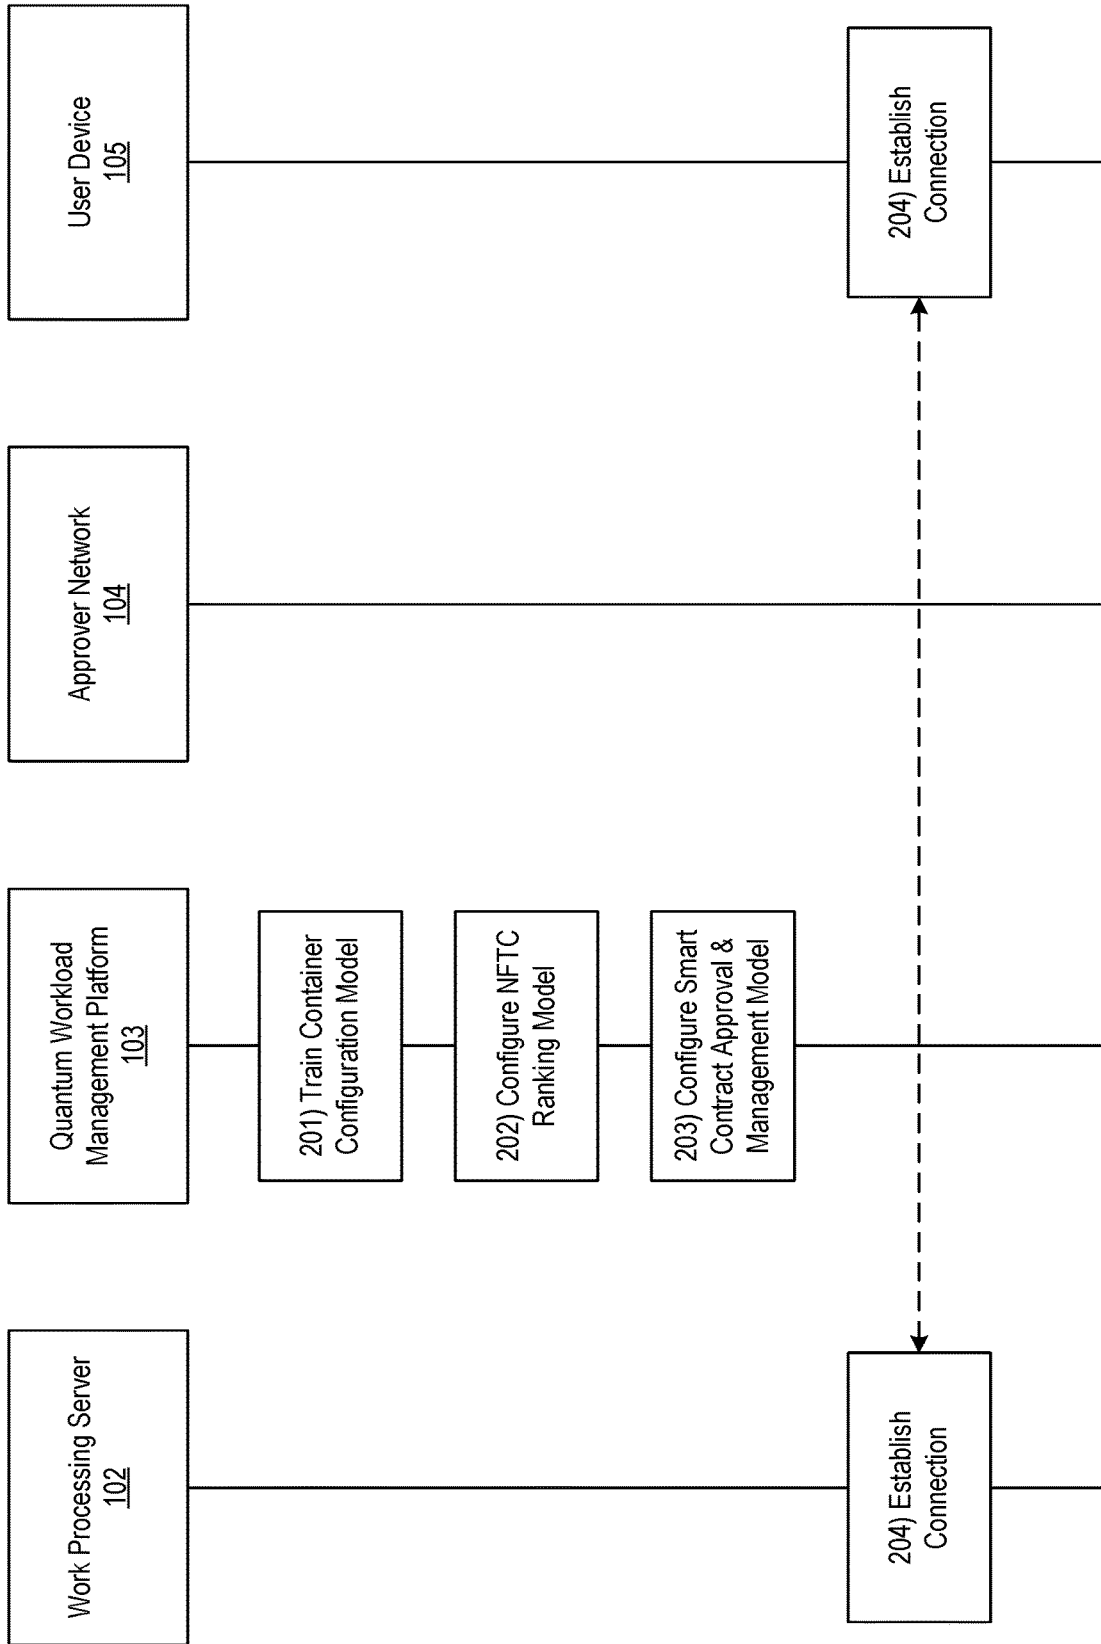 Work Processing Server
102
Quantum Workload
Management Platform
103
Approver Network
104
User Device
105
201) Train Container
Configuration Model
202) Configure NFTC
Ranking Model
203) Configure Smart
Contract Approval &
Management Model
204) Establish
Connection
204) Establish
Connection